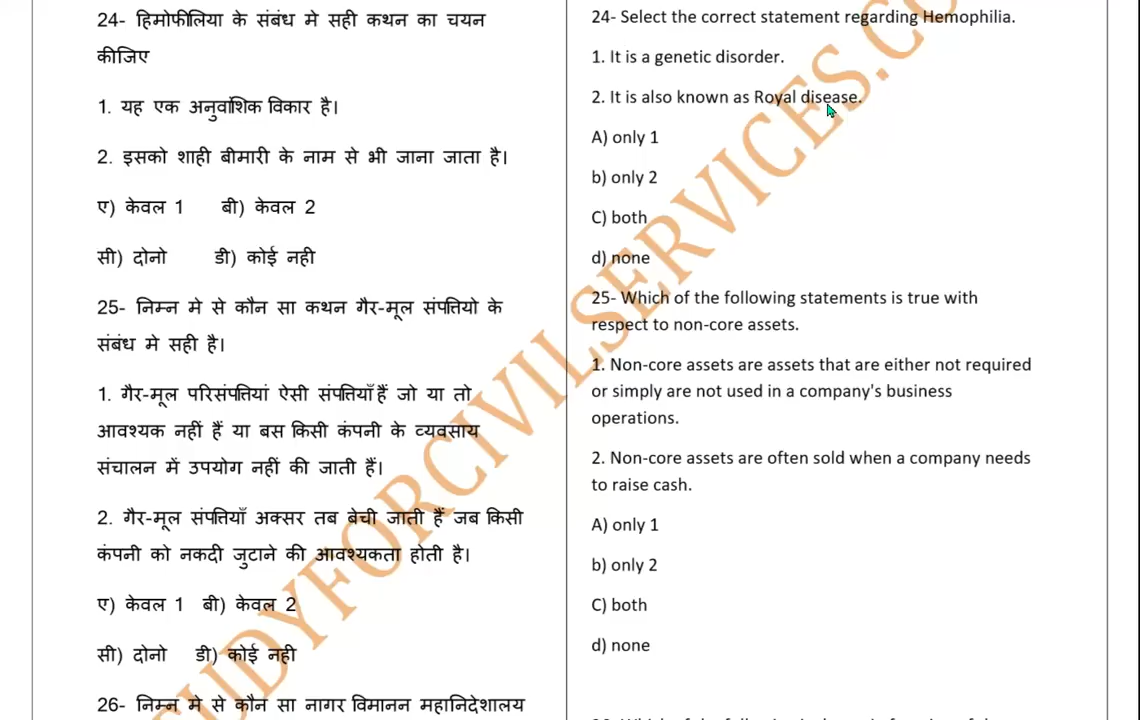 24- हिमोफीलिया के संबंध मे सही कथन का चयन
कीजिए
1. यह एक अनुवांशिक विकार है।
2. इसको शाही बीमारी के नाम से भी जाना जाता है।
ए) केवल 1 बी) केवल 2
सी) दोनो डी) कोई नही
25- निम्न मे से कौन सा कथन गैर-मूल संपत्तियो के
संबंध मे सही है।
1. गैर-मूल परिसंपत्तियां ऐसी संपत्तियाँ हैं जो या तो
आवश्यक नहीं हैं या बस किसी कंपनी के व्यवसाय
संचालन में उपयोग नहीं की जाती हैं।
2. गैर-मूल संपत्तियाँ अक्सर तब बेची जाती हैं जब किसी
कंपनी को नकदी जुटाने की आवश्यकता होती है।
ए) केवल 1 बी) केवल 2
सी) दोनो डी) कोई नही
26- निम्न मे से कौन सा नागर विमानन महानिदेशालय
24- Select the correct statement regarding Hemophilia.
1. It is a genetic disorder.
2. It is also known as Royal disease.
A) only 1
b) only 2
C) both
d) none
25- Which of the following statements is true with
respect to non-core assets.
1. Non-core assets are assets that are either not required
or simply are not used in a company's business
operations.
2. Non-core assets are often sold when a company needs
to raise cash.
A) only 1
b) only 2
C) both
d) none
STUDYFORCIVILSERVICES.CO